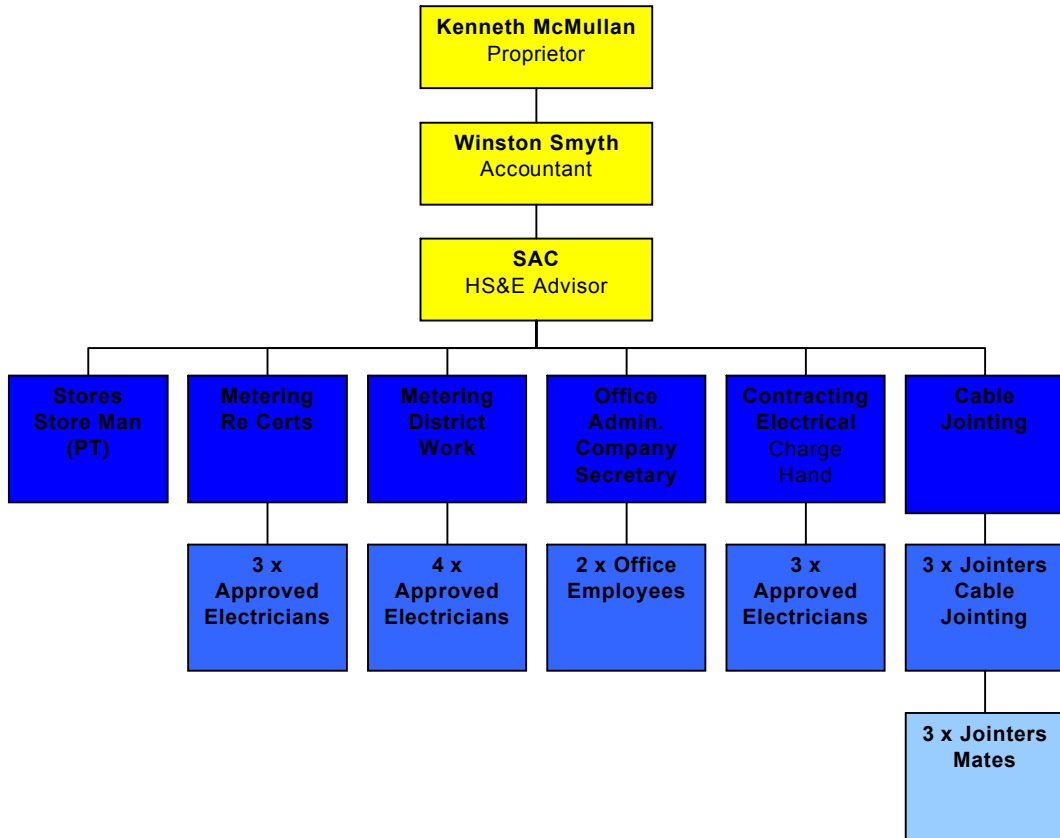 Kenneth McMullan
Proprietor
Winston Smyth
Accountant
SAC
HS&E Advisor
Stores
Store Man
(PT)
Metering
Re Certs
Metering
District
Work
Office
Admin.
Company
Secretary
Contracting
Electrical
Charge
Hand
Cable
Jointing
3 x
Approved
Electricians
4 x
Approved
Electricians
2 x Office
Employees
3 x
Approved
Electricians
3 x Jointers
Cable
Jointing
3 x Jointers
Mates